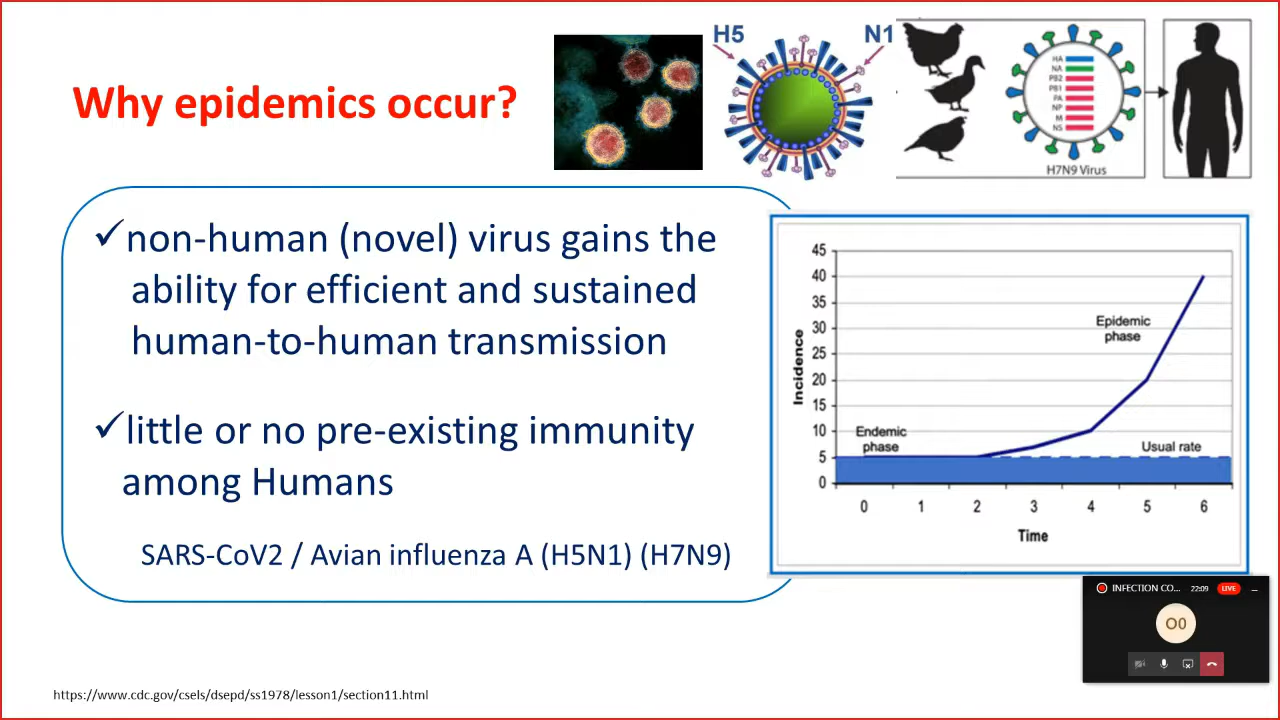 Why epidemics occur?
H5
N1
HA
NA
PB2
PB1
PA
NP
M
NS
H7N9 Virus
✓non-human (novel) virus gains the
ability for efficient and sustained
human-to-human transmission
✓little or no pre-existing immunity
among Humans
SARS-CoV2 / Avian influenza A (H5N1) (H7N9)
45
40
35
30
25
20
15
10
5
0
Incidence
Epidemic
phase
Endemic
phase
Usual rate
0 1 2 3 4 5 6
Time
INFECTION CO... 22:09 LIVE
O0
https://www.cdc.gov/csels/dsepd/ss1978/lesson1/section11.html